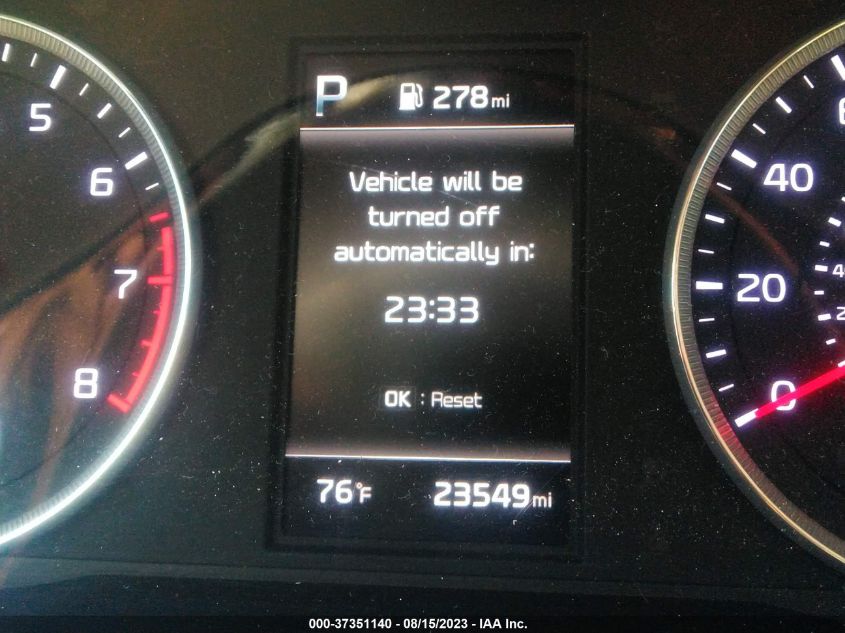 P 278mi
Vehicle will be
turned off
automatically in:
23:33
OK : Reset
76°F 23549mi
5
6
7
8
40
20
0
000-37351140 - 08/15/2023 - IAA Inc.